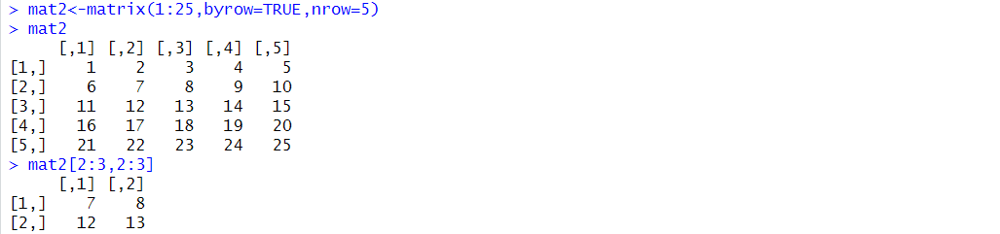 > mat2<-matrix(1:25,byrow=TRUE,nrow=5)
> mat2
     [,1] [,2] [,3] [,4] [,5]
[1,]    1    2    3    4    5
[2,]    6    7    8    9   10
[3,]   11   12   13   14   15
[4,]   16   17   18   19   20
[5,]   21   22   23   24   25
> mat2[2:3,2:3]
     [,1] [,2]
[1,]    7    8
[2,]   12   13